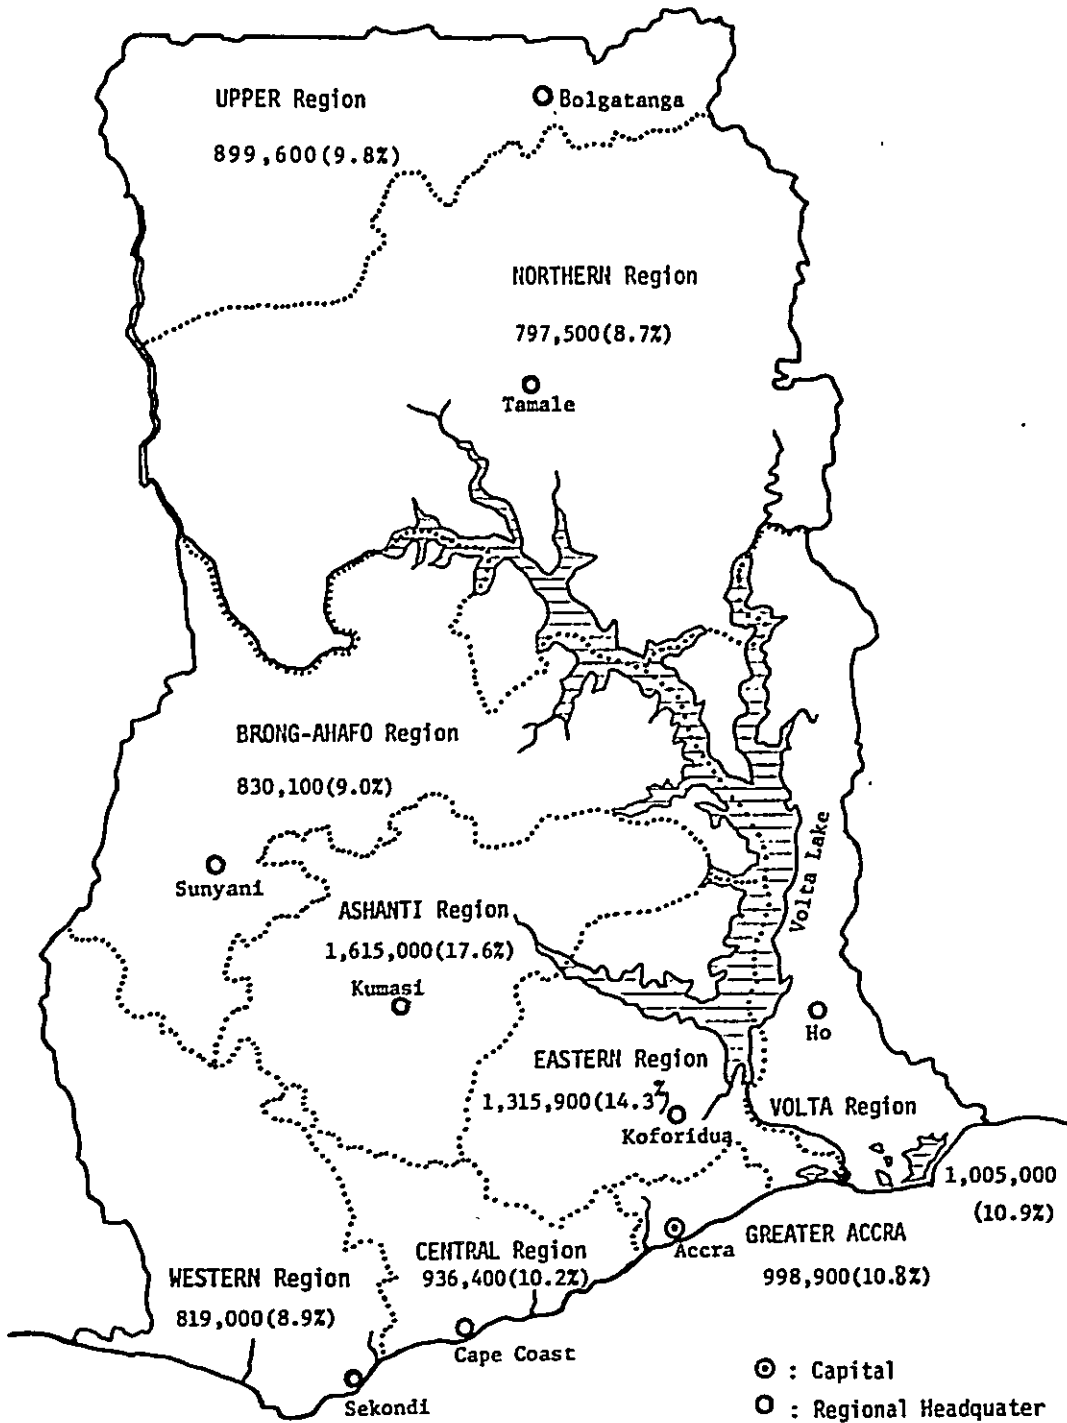 UPPER Region
Bolgatanga
899,600(9.8%)
NORTHERN Region
797,500(8.7%)
Tamale
BRONG-AHAFO Region
830,100(9.0%)
Volta Lake
Sunyani
ASHANTI Region
1,615,000(17.6%)
Kumasi
Ho
EASTERN Region
1,315,900(14.3%)
VOLTA Region
Koforidua
1,005,000
(10.9%)
Accra
GREATER ACCRA
998,900(10.8%)
CENTRAL Region
936,400(10.2%)
WESTERN Region
819,000(8.9%)
Cape Coast
Sekondi
: Capital
: Regional Headquater